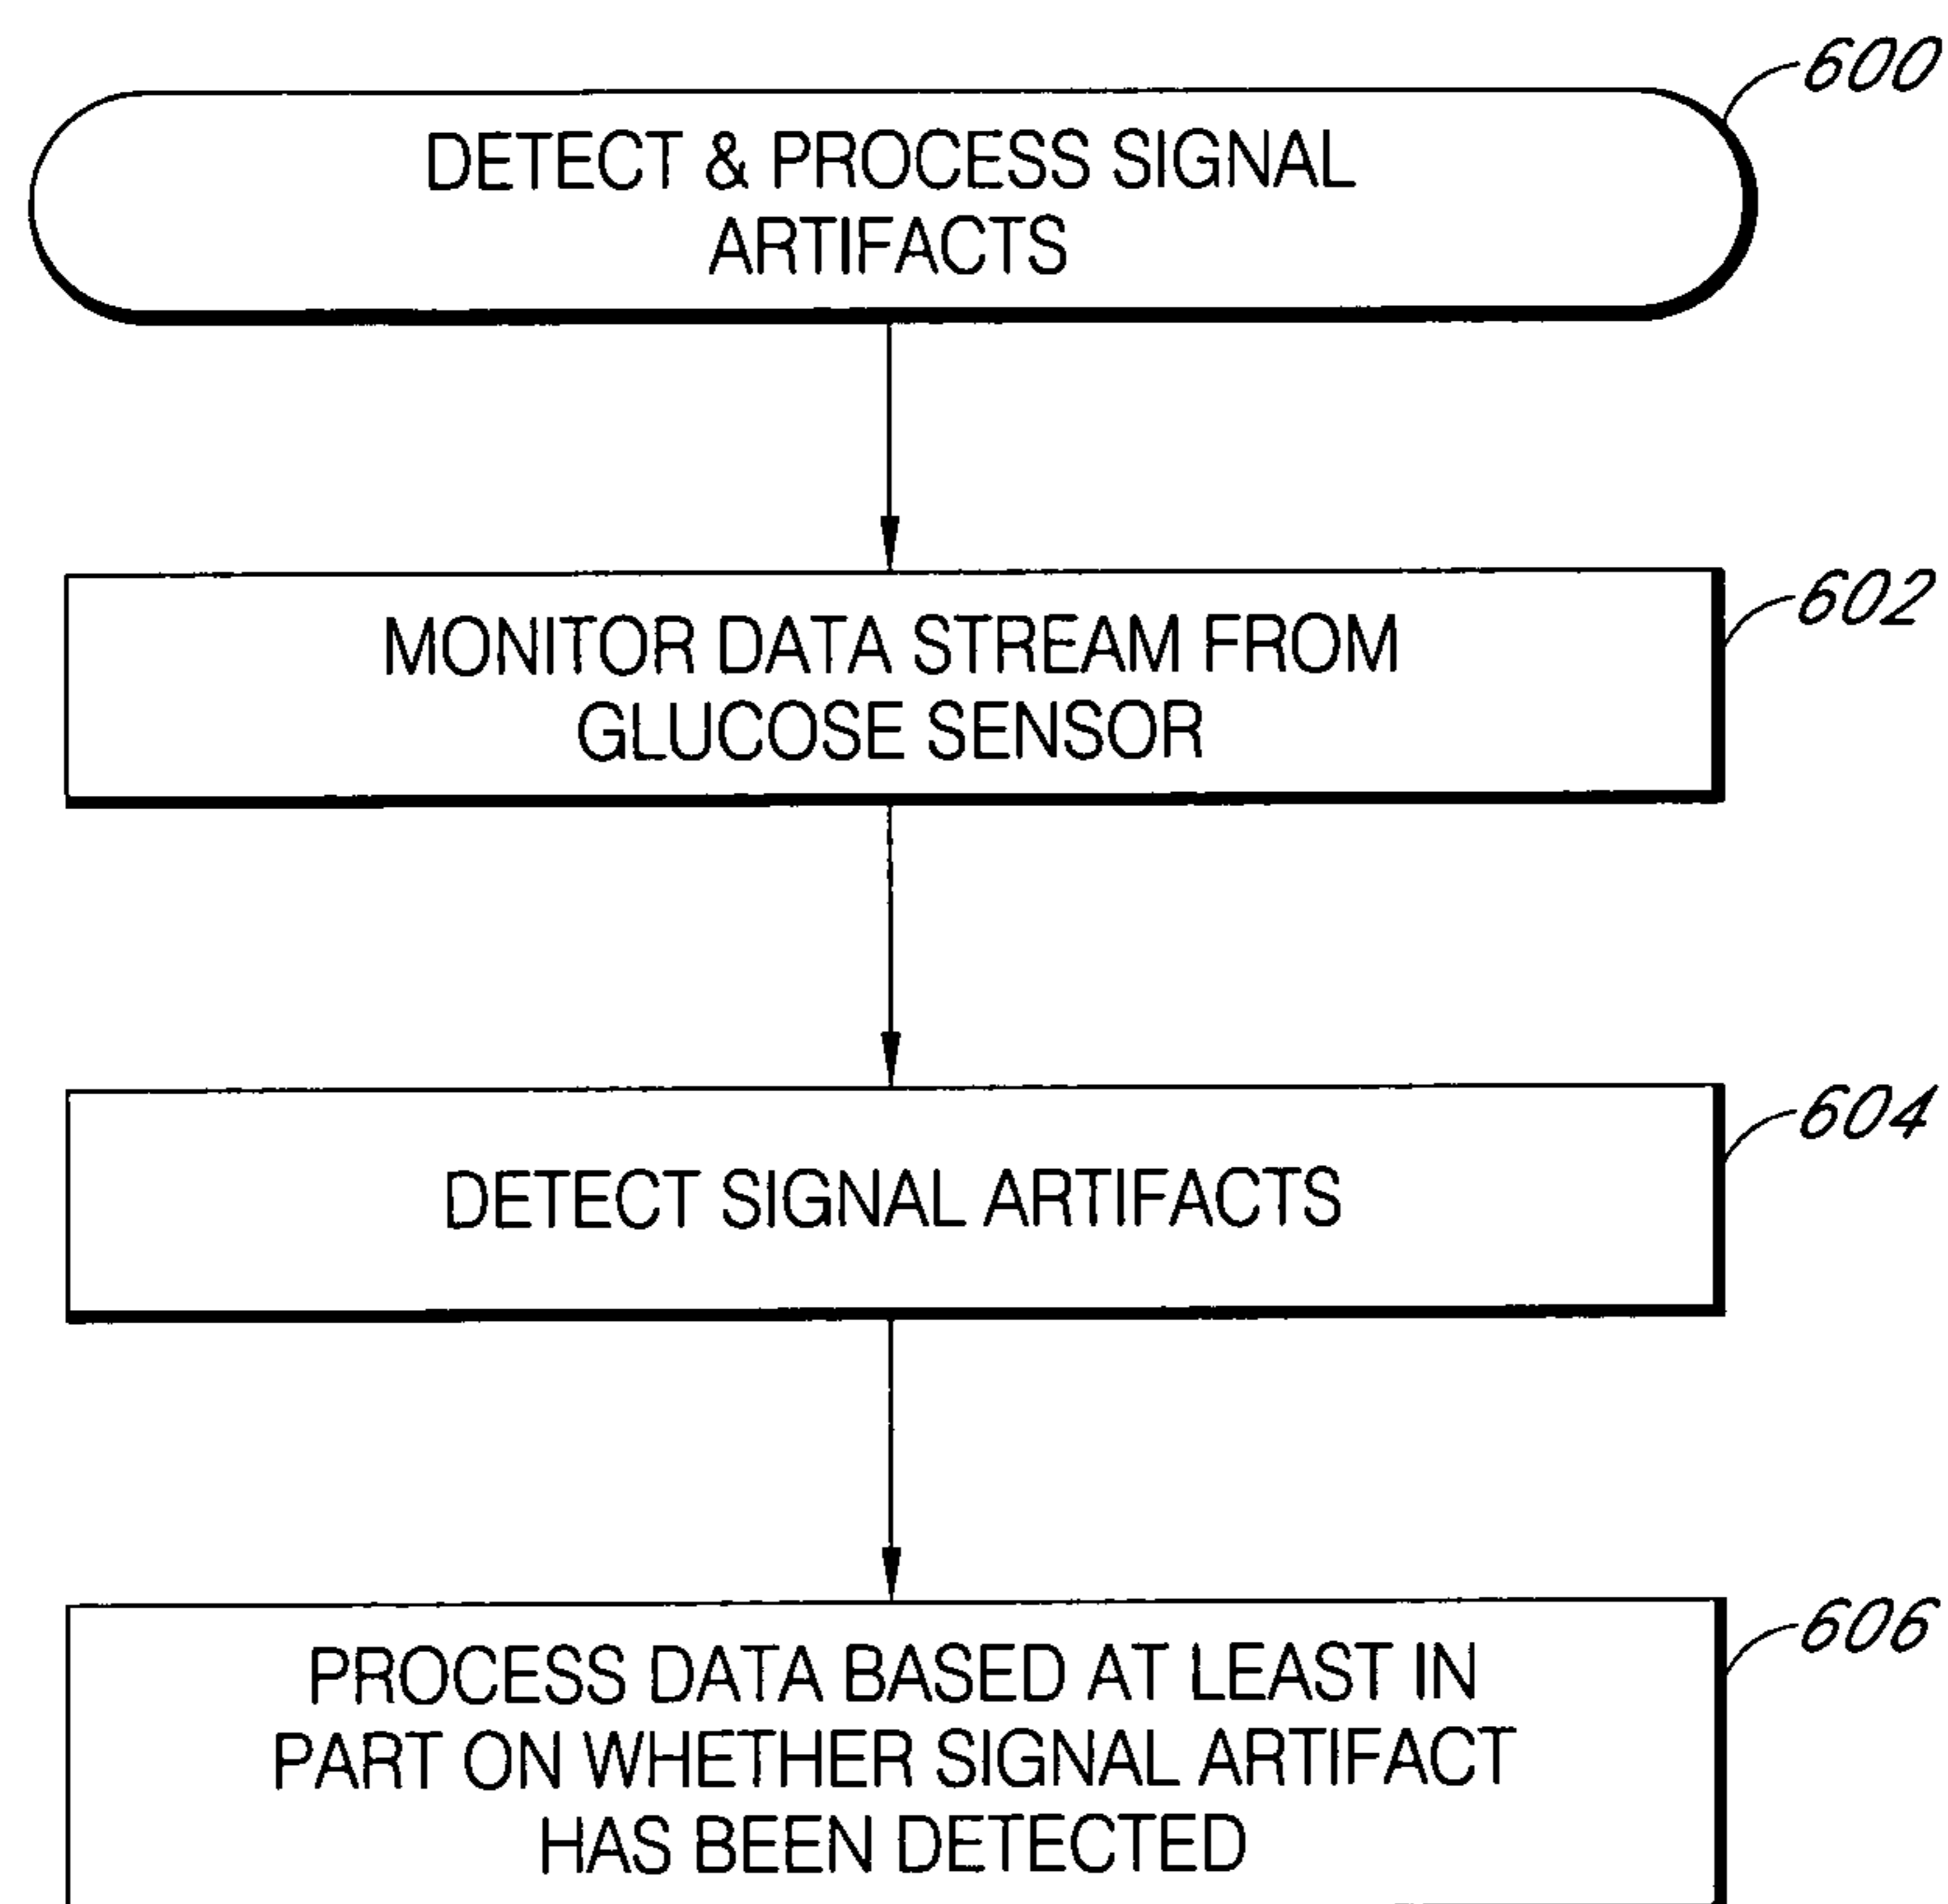 600
DETECT & PROCESS SIGNAL
ARTIFACTS
602
MONITOR DATA STREAM FROM
GLUCOSE SENSOR
604
DETECT SIGNAL ARTIFACTS
606
PROCESS DATA BASED AT LEAST IN
PART ON WHETHER SIGNAL ARTIFACT
HAS BEEN DETECTED